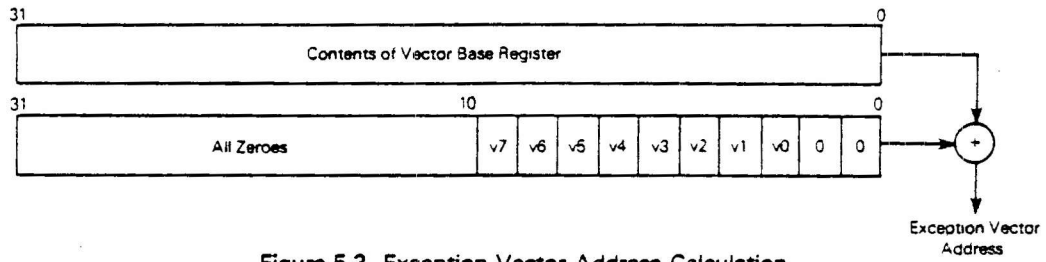 31 0
Contents of Vector Base Register
31 10 0
All Zeroes v7 v6 v5 v4 v3 v2 v1 v0 0 0
+
Exception Vector
Address
Figure 5-2. Exception Vector Address Calculation